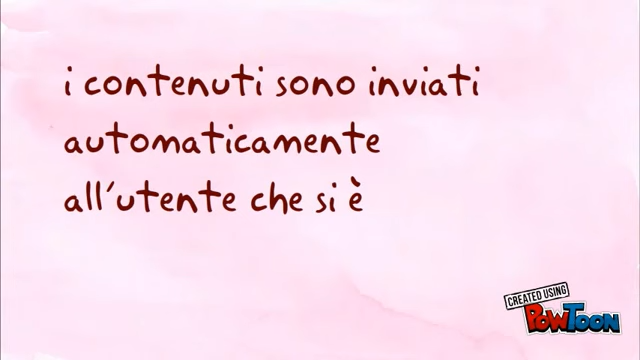 i contenuti sono inviati
automaticamente
all'utente che si è
CREATED USING
POWTOON